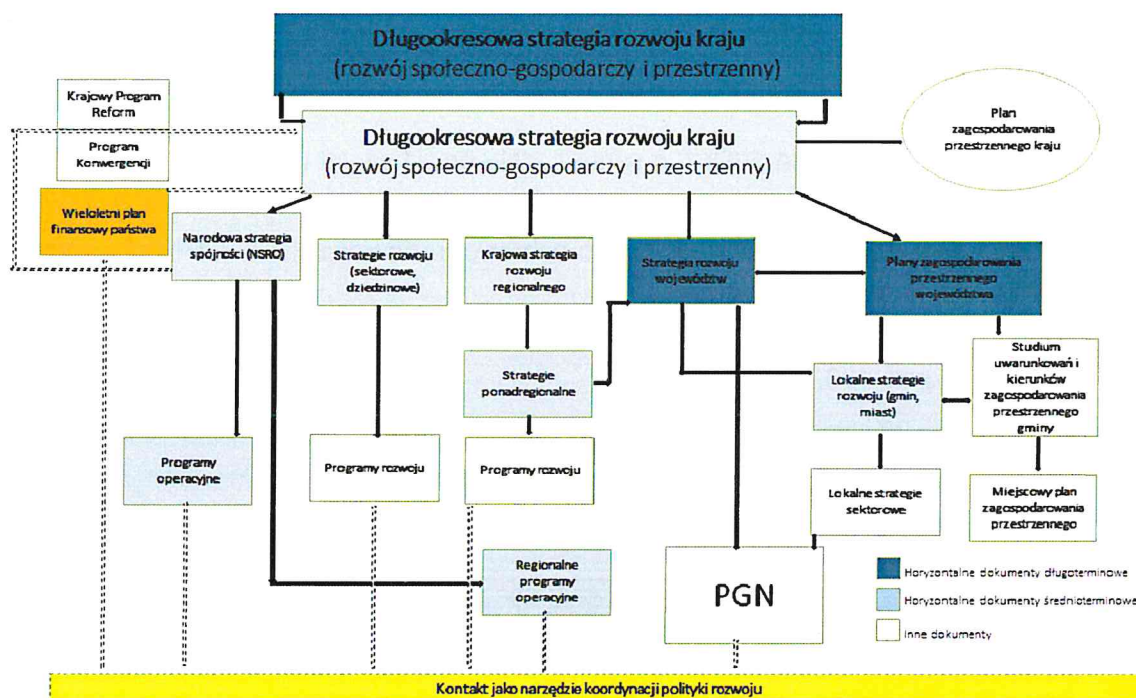 Długookresowa strategia rozwoju kraju
(rozwój społeczno-gospodarczy i przestrzenny)
Krajowy Program
Reform
Program
Konwergencji
Długookresowa strategia rozwoju kraju
(rozwój społeczno-gospodarczy i przestrzenny)
Plan
zagospodarowania
przestrzennego kraju
Wieloletni plan
finansowy państwa
Narodowa strategia
spójności (NSRO)
Strategie rozwoju
(sektorowe,
dziedzinowe)
Krajowa strategia
rozwoju
regionalnego
Strategia rozwoju
województw
Plany zagospodarowania
przestrzennego
województwa
Strategie
ponadregionalne
Lokalne strategie
rozwoju (gmin,
miast)
Studium
uwarunkowań i
kierunków
zagospodarowania
przestrzennego
gminy
Programy
operacyjne
Programy rozwoju
Programy rozwoju
Lokalne strategie
sektorowe
Miejscowy plan
zagospodarowania
przestrzennego
Regionalne
programy
operacyjne
PGN
Horyzontalne dokumenty długoterminowe
Horyzontalne dokumenty średnioterminowe
Inne dokumenty
Kontakt jako narzędzie koordynacji polityki rozwoju